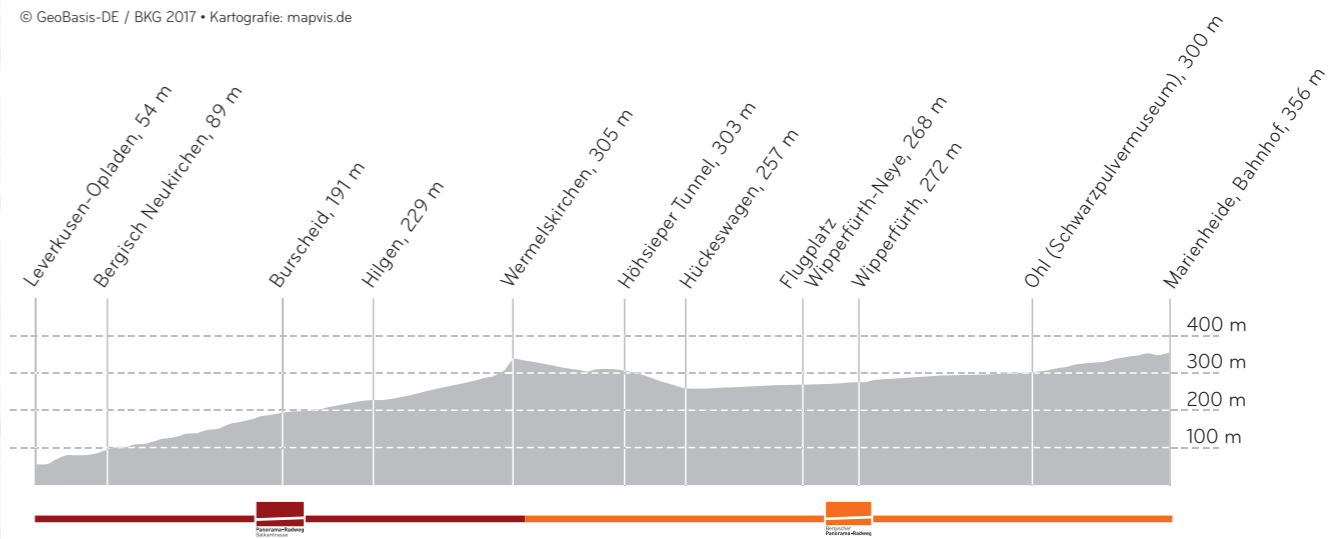 © GeoBasis-DE / BKG 2017 • Kartografie: mapvis.de
Leverkusen-Opladen, 54 m
Bergisch Neukirchen, 89 m
Burscheid, 191 m
Hilgen, 229 m
Wermelskirchen, 305 m
Höhsieper Tunnel, 303 m
Hückeswagen, 257 m
Flugplatz
Wipperfürth-Neye, 268 m
Wipperfürth, 272 m
Ohl (Schwarzpulvermuseum), 300 m
Marienheide, Bahnhof, 356 m
400 m
300 m
200 m
100 m
Panorama-Radweg
Balkantrasse
Bergischer
Panorama-Radweg